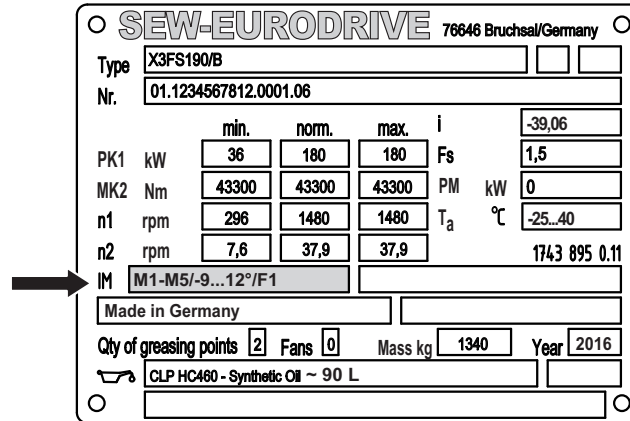 SEW-EURODRIVE 76646 Bruchsal/Germany
Type X3FS190/B
Nr. 01.1234567812.0001.06
min. norm. max. i -39,06
PK1 kW 36 180 180 Fs 1,5
MK2 Nm 43300 43300 43300 PM kW 0
n1 rpm 296 1480 1480 Ta °C -25...40
n2 rpm 7,6 37,9 37,9 1743 895 0.11
IM M1-M5/-9...12°/F1
Made in Germany
Qty of greasing points 2 Fans 0 Mass kg 1340 Year 2016
CLP HC460 - Synthetic Oil ~ 90 L